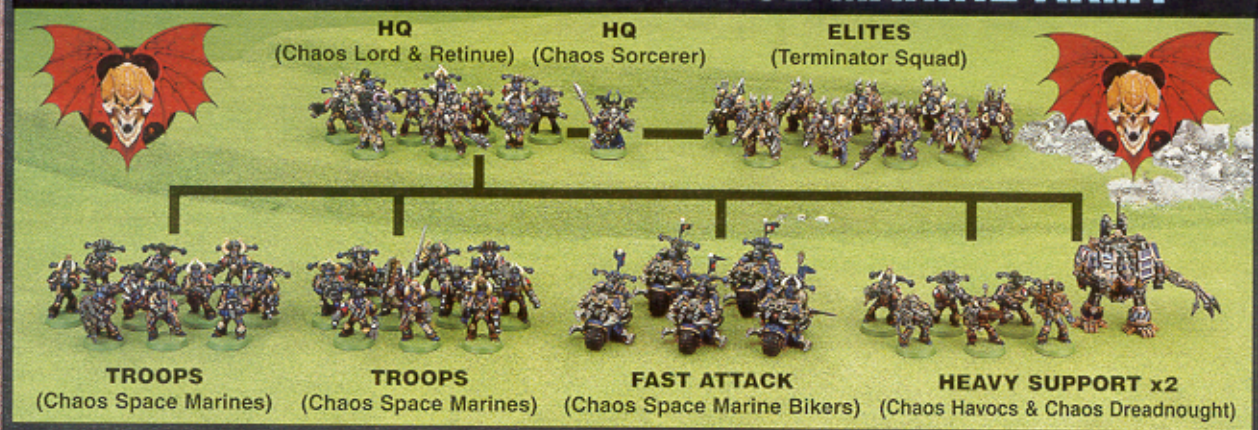 HQ
(Chaos Lord & Retinue)
HQ
(Chaos Sorcerer)
ELITES
(Terminator Squad)
TROOPS
(Chaos Space Marines)
TROOPS
(Chaos Space Marines)
FAST ATTACK
(Chaos Space Marine Bikers)
HEAVY SUPPORT x2
(Chaos Havocs & Chaos Dreadnought)